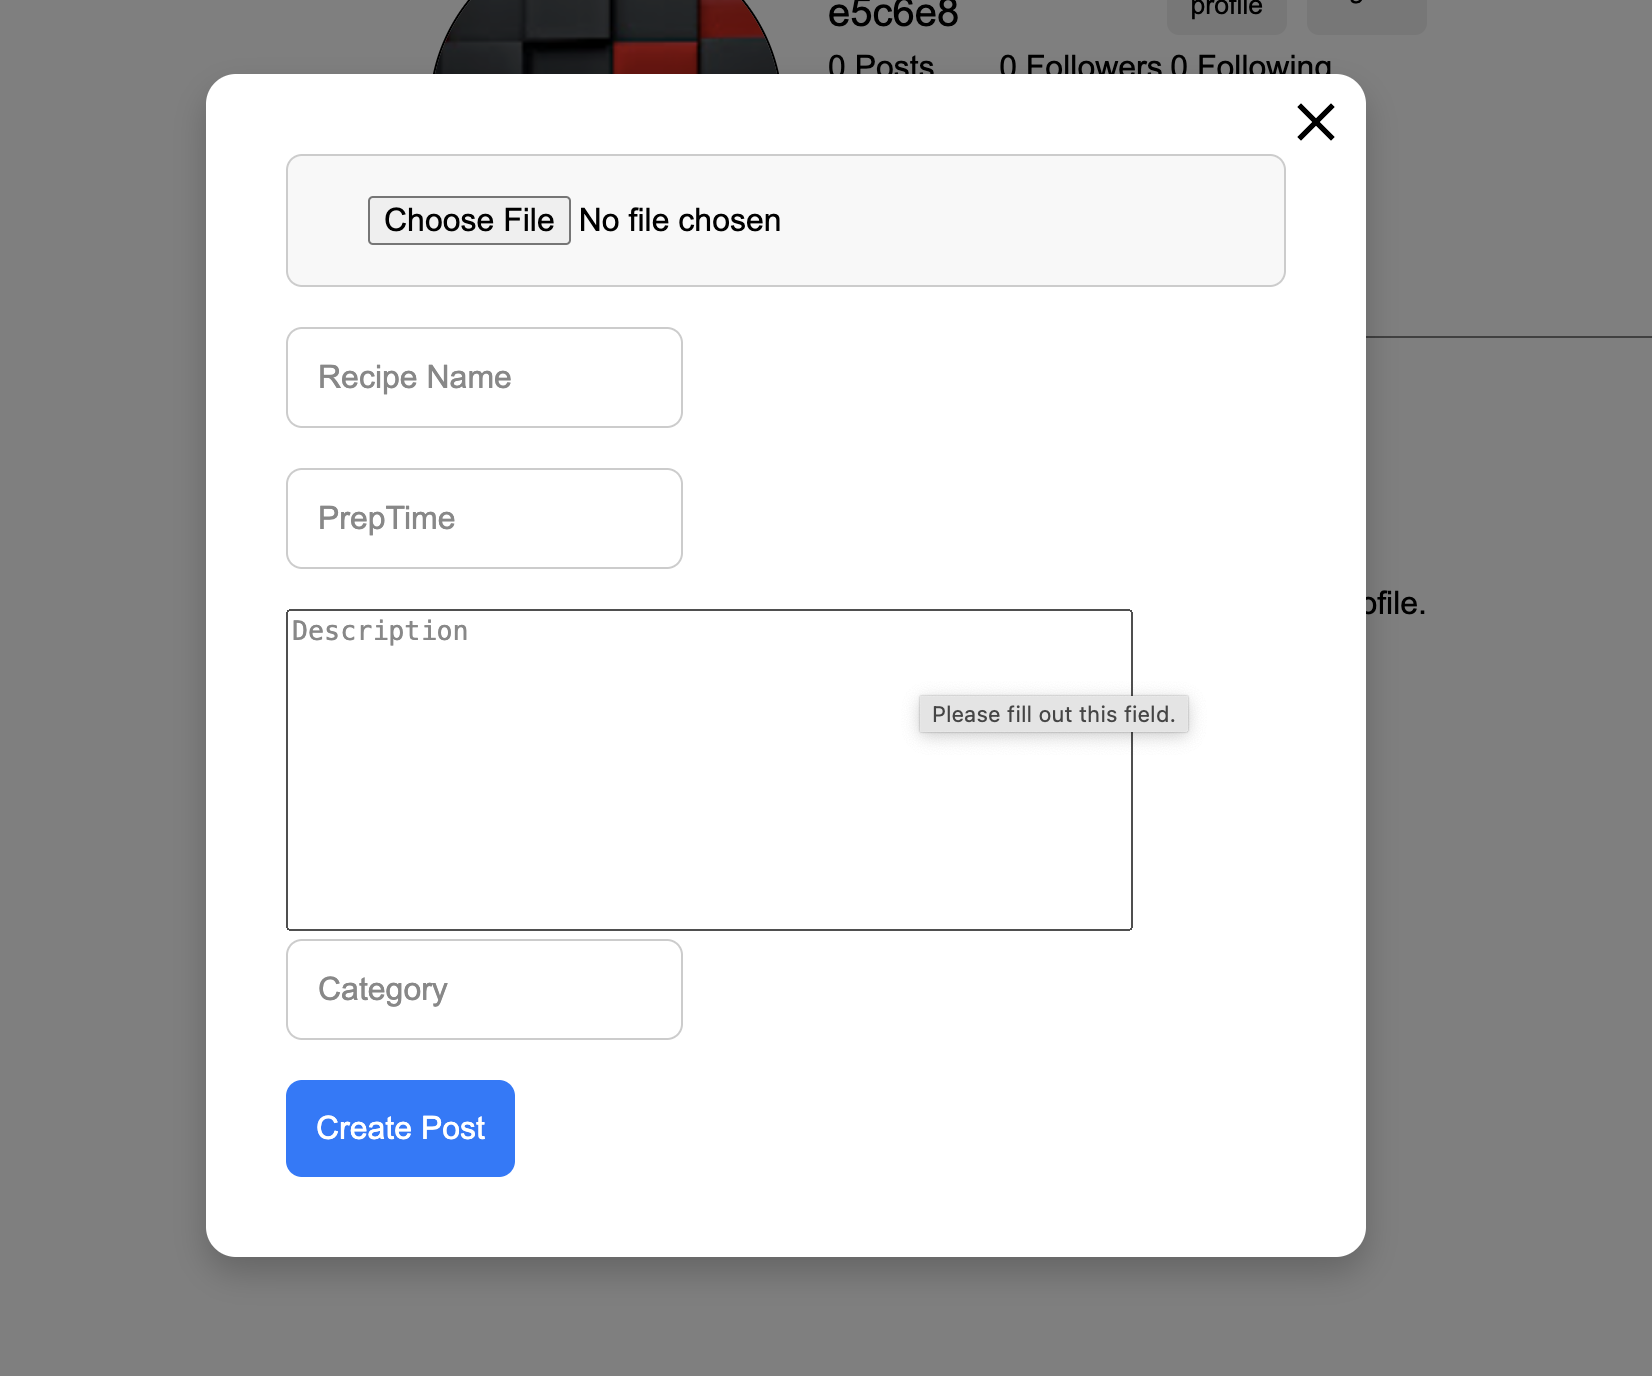 e5c6e8
profile
0 Posts
0 Followers 0 Following
Choose File No file chosen
Recipe Name
PrepTime
ofile.
Description
Please fill out this field.
Category
Create Post